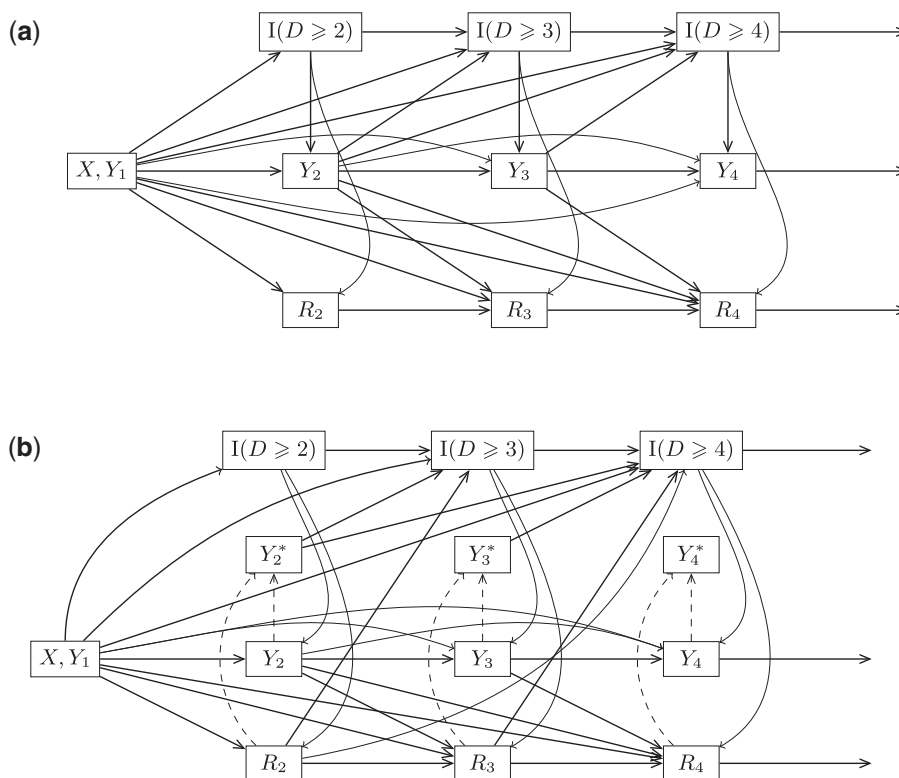 (a)
I(D ⩾ 2) I(D ⩾ 3) I(D ⩾ 4)
X, Y₁ Y₂ Y₃ Y₄
R₂ R₃ R₄
(b)
I(D ⩾ 2) I(D ⩾ 3) I(D ⩾ 4)
Y₂* Y₃* Y₄*
X, Y₁ Y₂ Y₃ Y₄
R₂ R₃ R₄